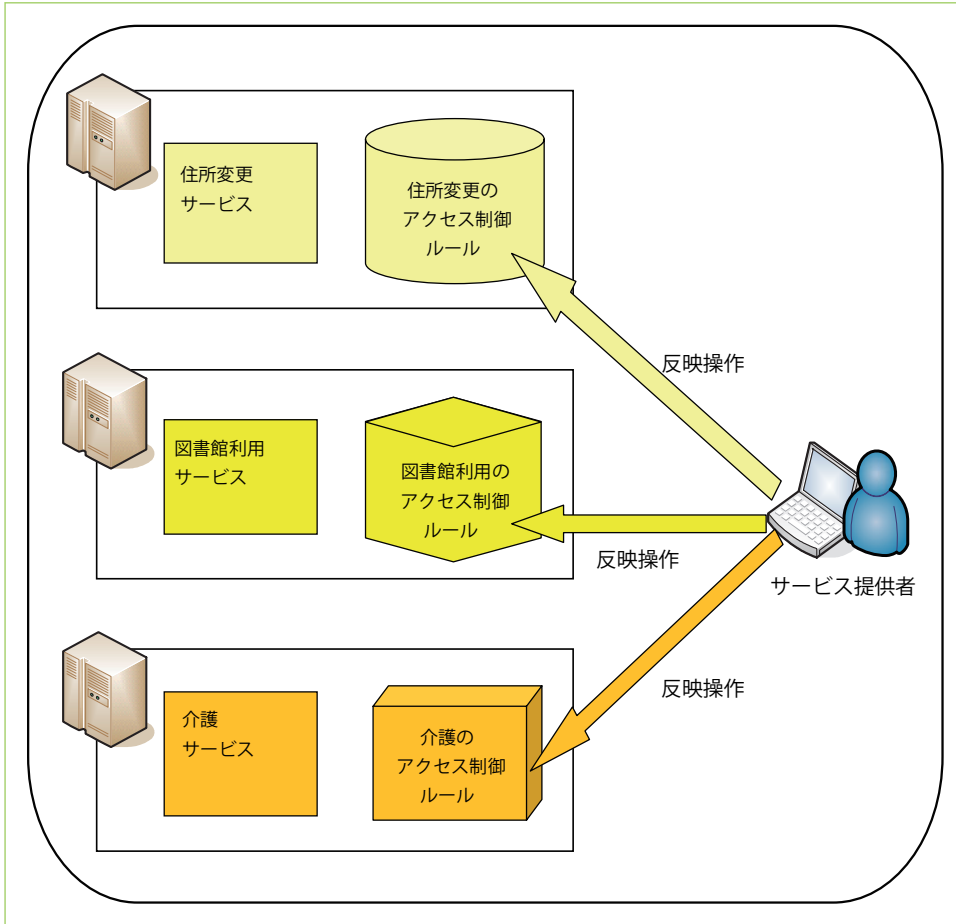 住所変更
サービス
住所変更の
アクセス制御
ルール
反映操作
図書館利用
サービス
図書館利用の
アクセス制御
ルール
反映操作
サービス提供者
介護
サービス
介護の
アクセス制御
ルール
反映操作